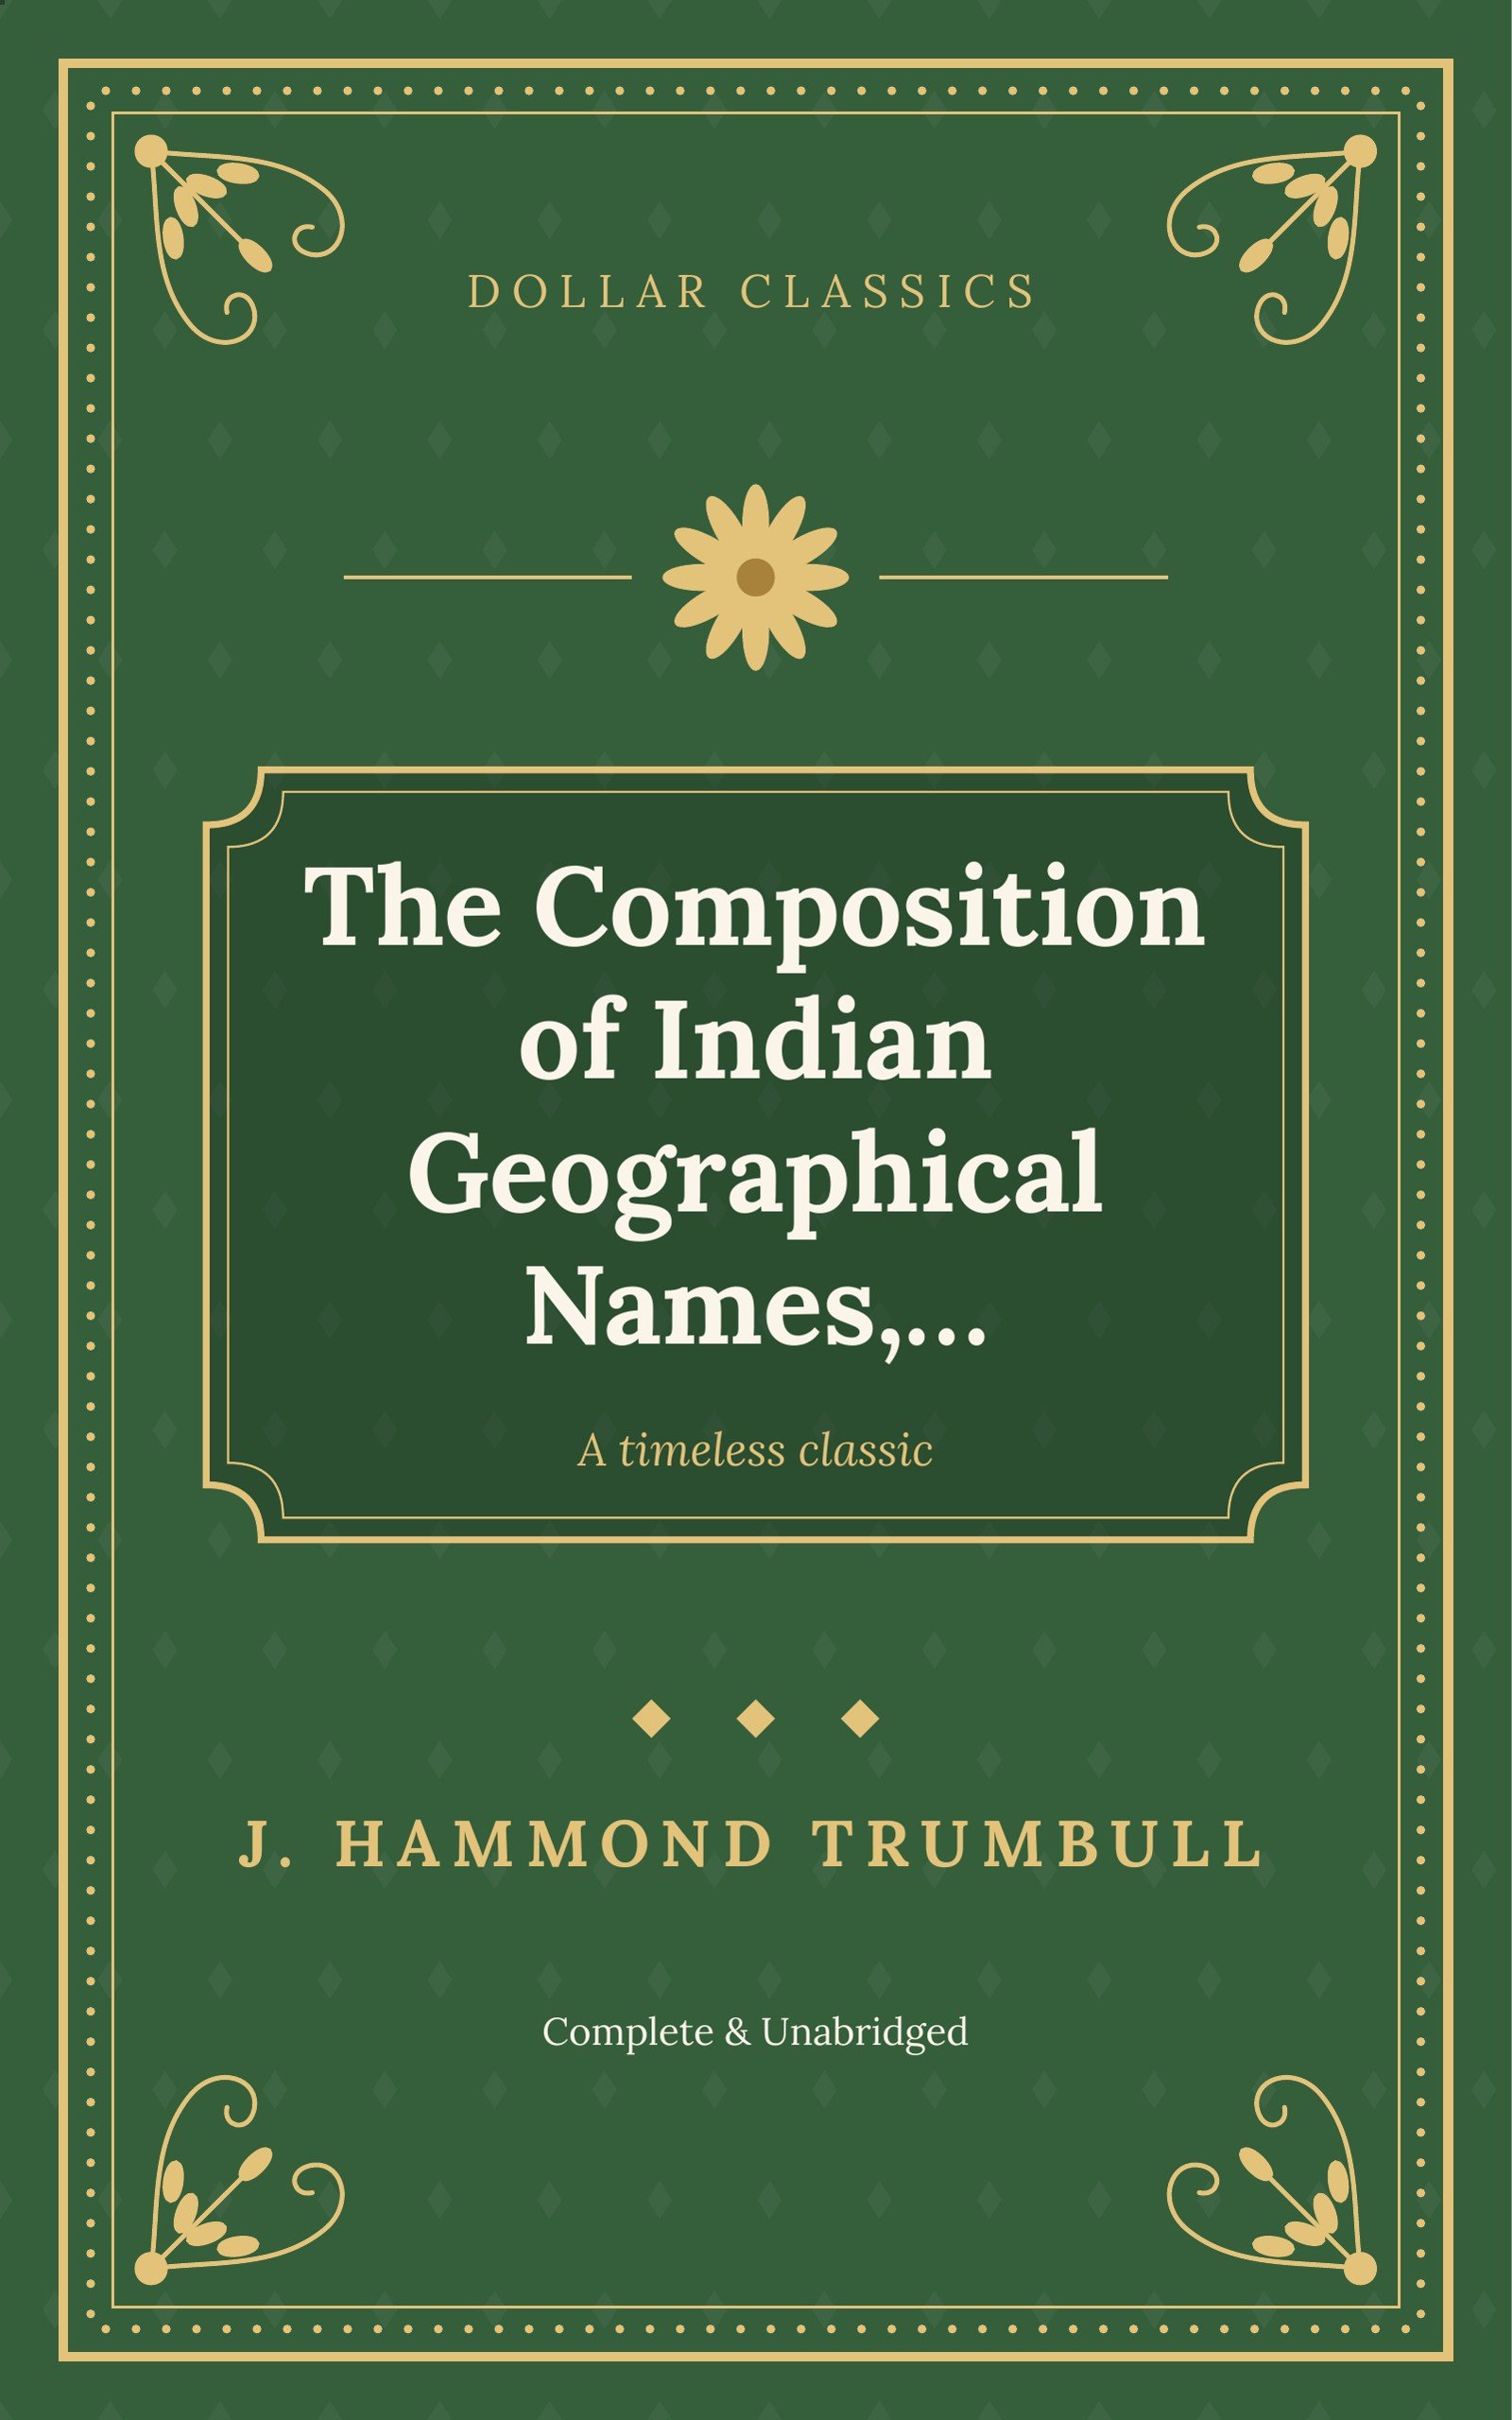 DOLLAR CLASSICS
The Composition
of Indian
Geographical
Names,...
A timeless classic
J. HAMMOND TRUMBULL
Complete & Unabridged